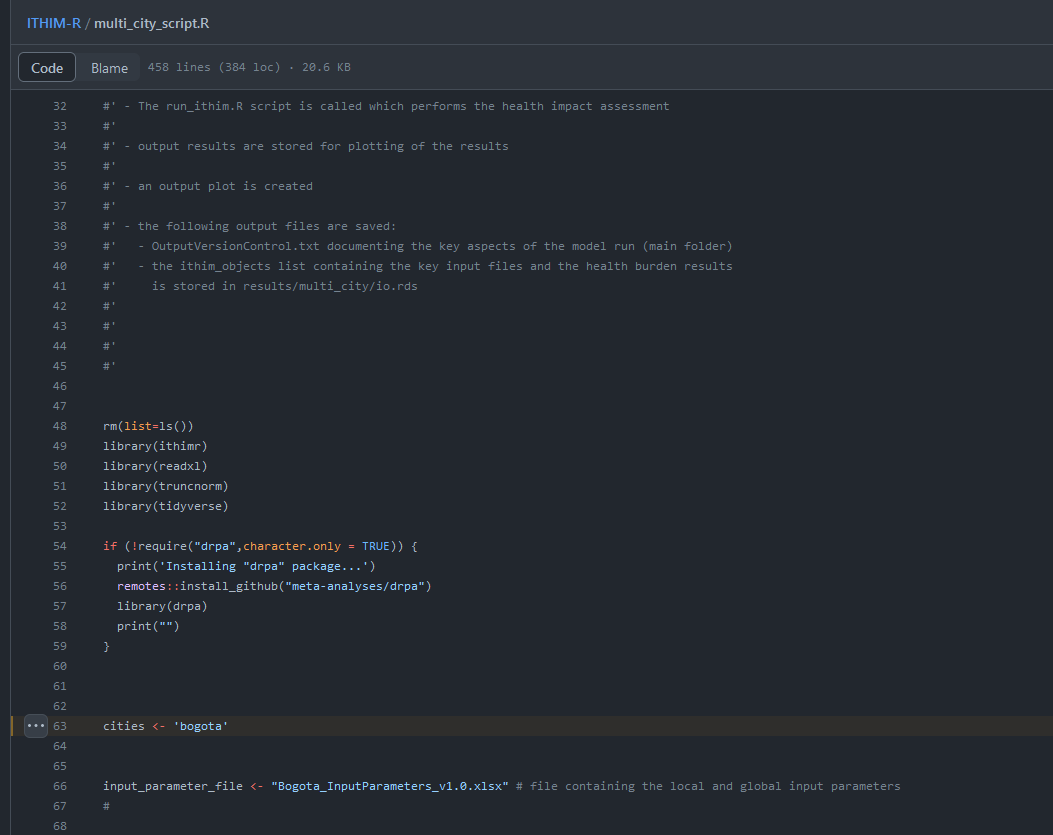 ITHIM-R / multi_city_script.R
Code Blame 458 lines (384 loc) · 20.6 KB
32 #' - The run_ithim.R script is called which performs the health impact assessment
33 #'
34 #' - output results are stored for plotting of the results
35 #'
36 #' - an output plot is created
37 #'
38 #' - the following output files are saved:
39 #'   - OutputVersionControl.txt documenting the key aspects of the model run (main folder)
40 #'   - the ithim_objects list containing the key input files and the health burden results
41 #'     is stored in results/multi_city/io.rds
42 #'
43 #'
44 #'
45 #'
46
47
48 rm(list=ls())
49 library(ithimr)
50 library(readxl)
51 library(truncnorm)
52 library(tidyverse)
53
54 if (!require("drpa",character.only = TRUE)) {
55   print('Installing "drpa" package...')
56   remotes::install_github("meta-analyses/drpa")
57   library(drpa)
58   print("")
59 }
60
61
62
63 cities <- 'bogota'
64
65
66 input_parameter_file <- "Bogota_InputParameters_v1.0.xlsx" # file containing the local and global input parameters
67 #
68